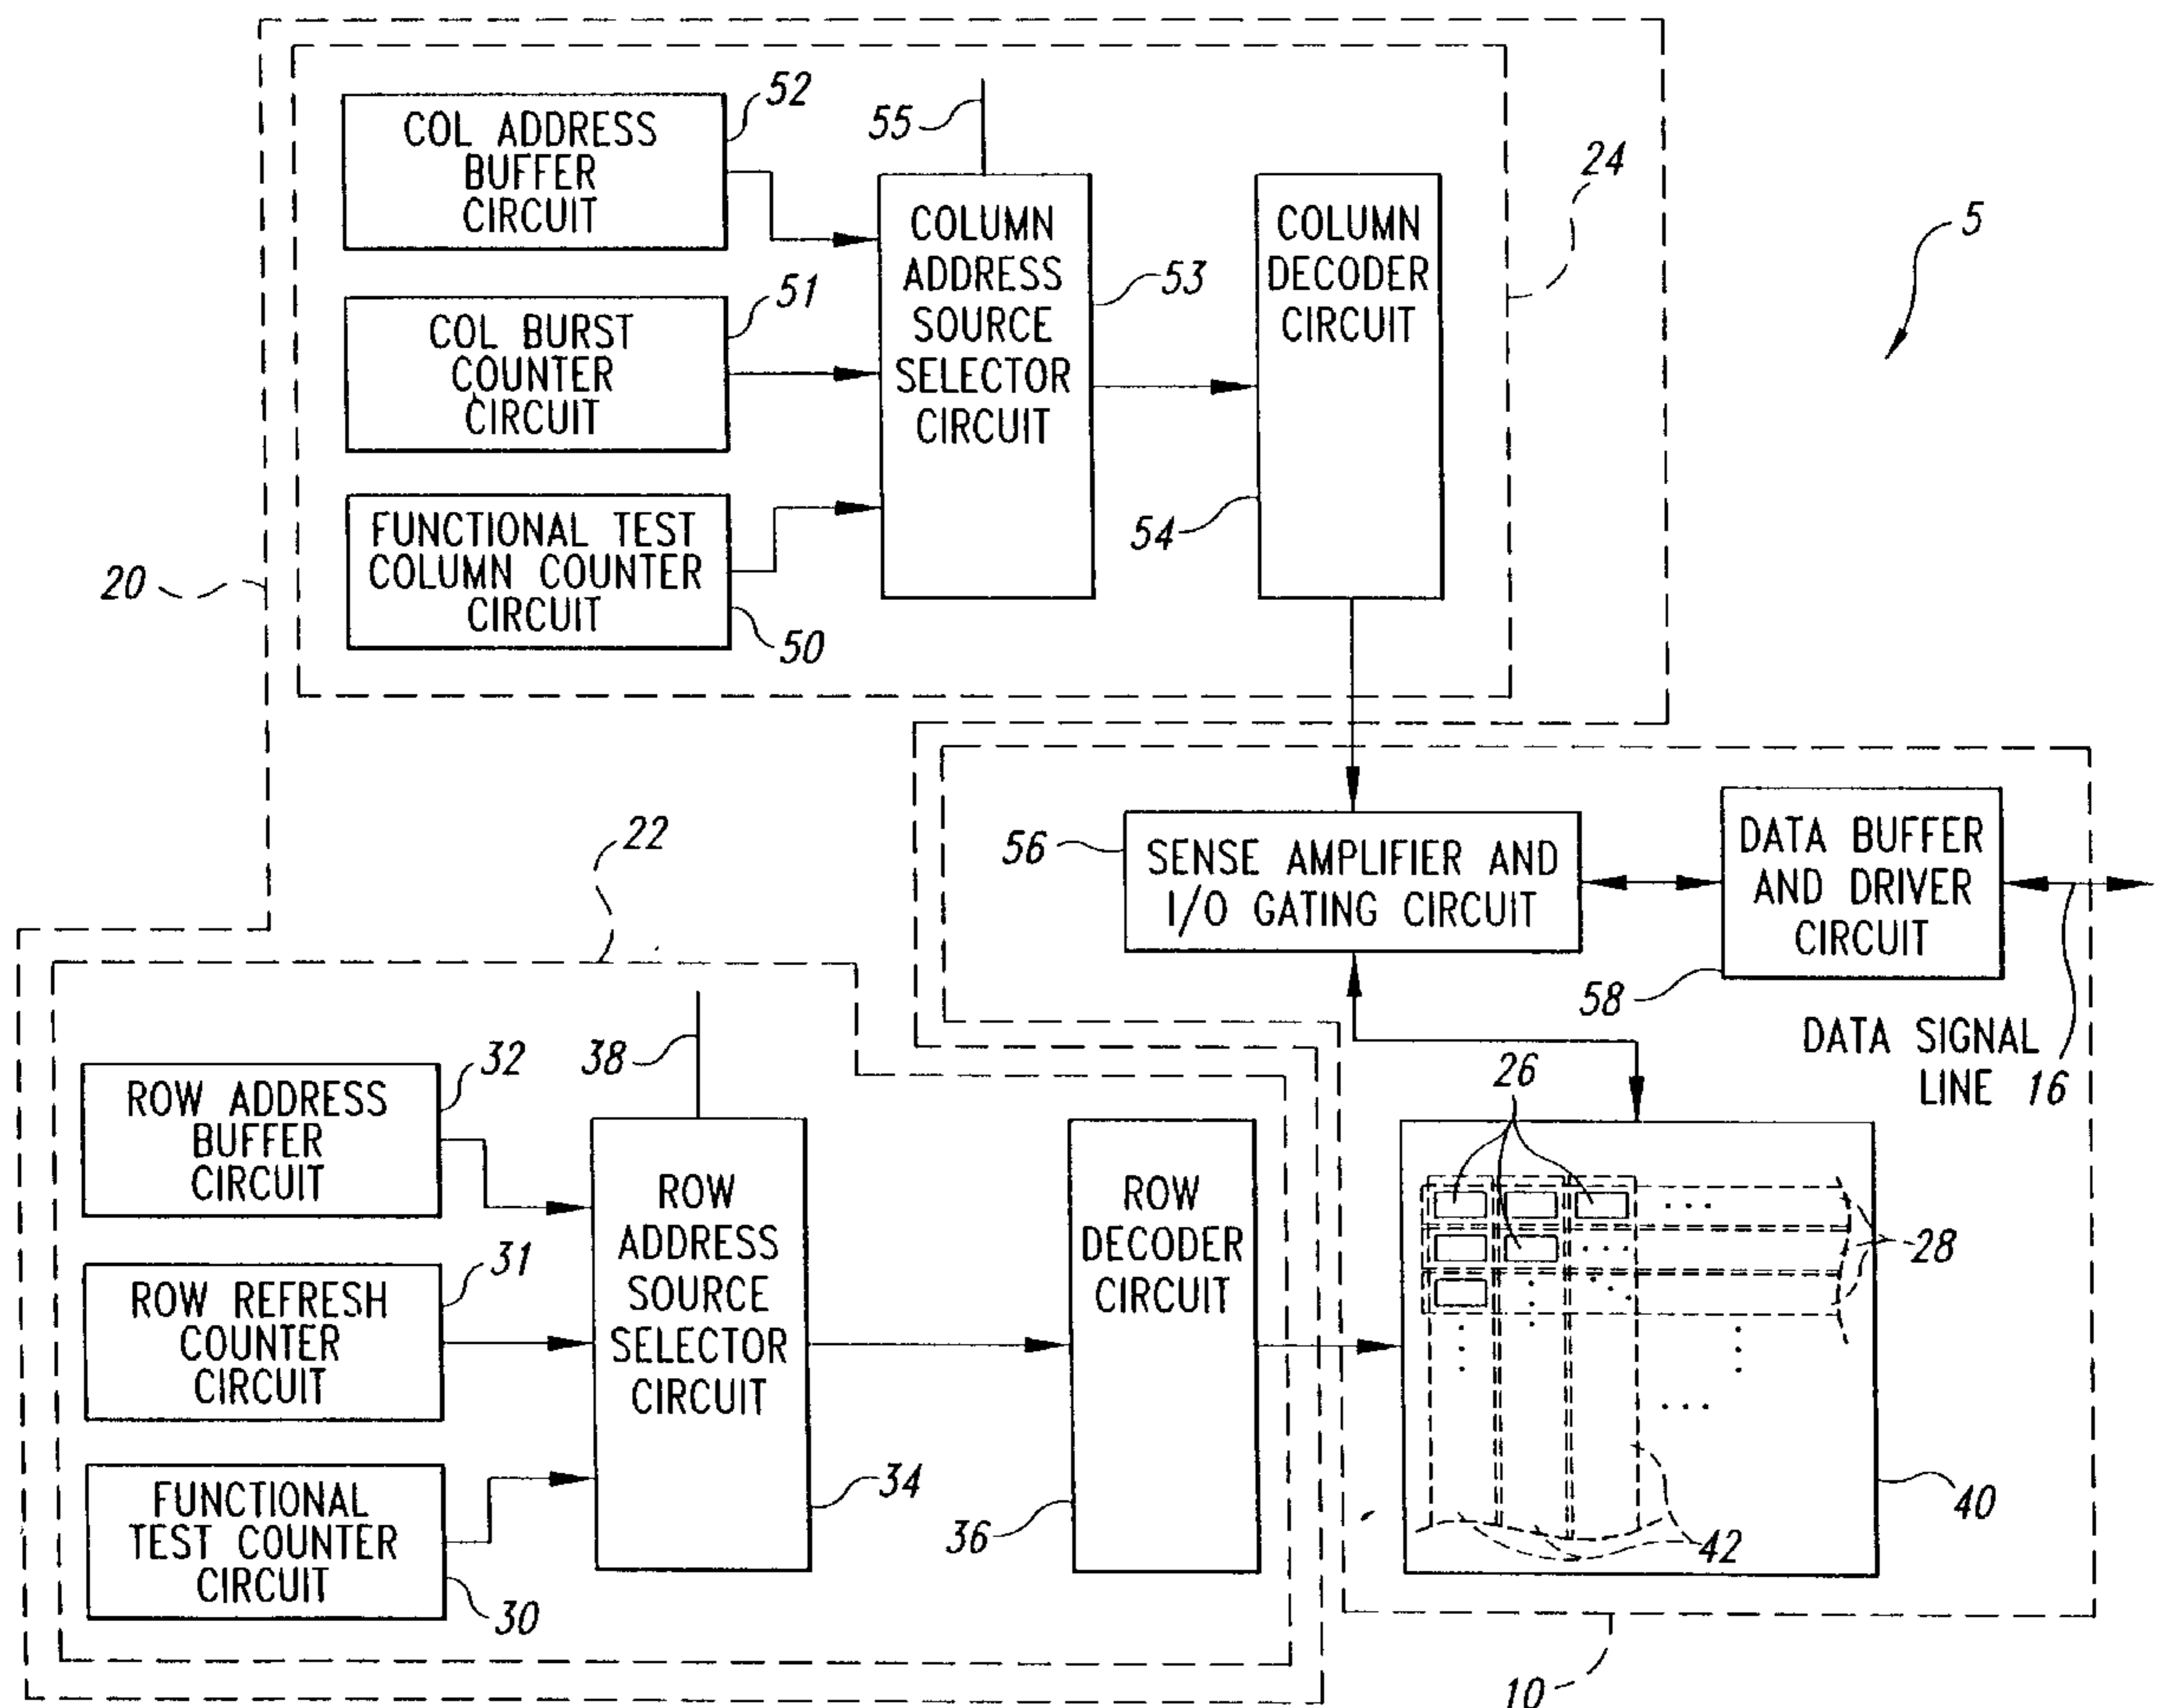 COL ADDRESS
BUFFER
CIRCUIT
52
COL BURST
COUNTER
CIRCUIT
51
FUNCTIONAL TEST
COLUMN COUNTER
CIRCUIT
50
55
COLUMN
ADDRESS
SOURCE
SELECTOR
CIRCUIT
53
COLUMN
DECODER
CIRCUIT
54
24
5
20
22
56
SENSE AMPLIFIER AND
I/O GATING CIRCUIT
DATA BUFFER
AND DRIVER
CIRCUIT
58
DATA SIGNAL
LINE 16
ROW ADDRESS
BUFFER
CIRCUIT
32
ROW REFRESH
COUNTER
CIRCUIT
31
FUNCTIONAL
TEST COUNTER
CIRCUIT
30
38
ROW
ADDRESS
SOURCE
SELECTOR
CIRCUIT
34
ROW
DECODER
CIRCUIT
36
26
28
40
42
10